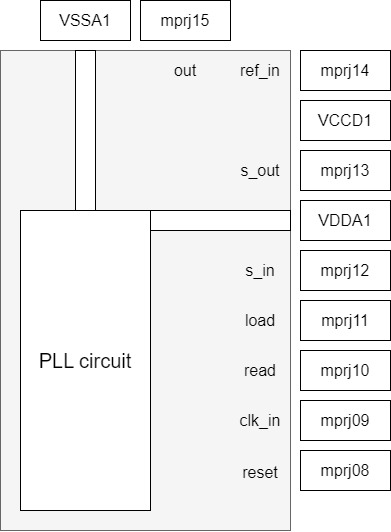 VSSA1 mprj15
out ref_in mprj14
VCCD1
s_out mprj13
VDDA1
s_in mprj12
load mprj11
PLL circuit
read mprj10
clk_in mprj09
reset mprj08